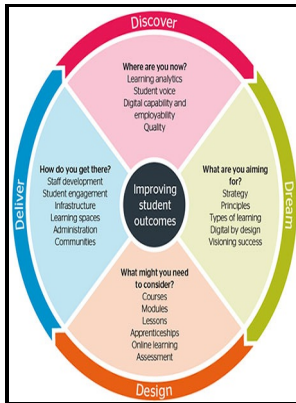 Discover
Where are you now?
Learning analytics
Student voice
Digital capability and
employability
Quality
Dream
What are you aiming
for?
Strategy
Principles
Types of learning
Digital by design
Visioning success
Design
What might you need
to consider?
Courses
Modules
Lessons
Apprenticeships
Online learning
Assessment
Deliver
How do you get there?
Staff development
Student engagement
Infrastructure
Learning spaces
Administration
Communities
Improving
student
outcomes